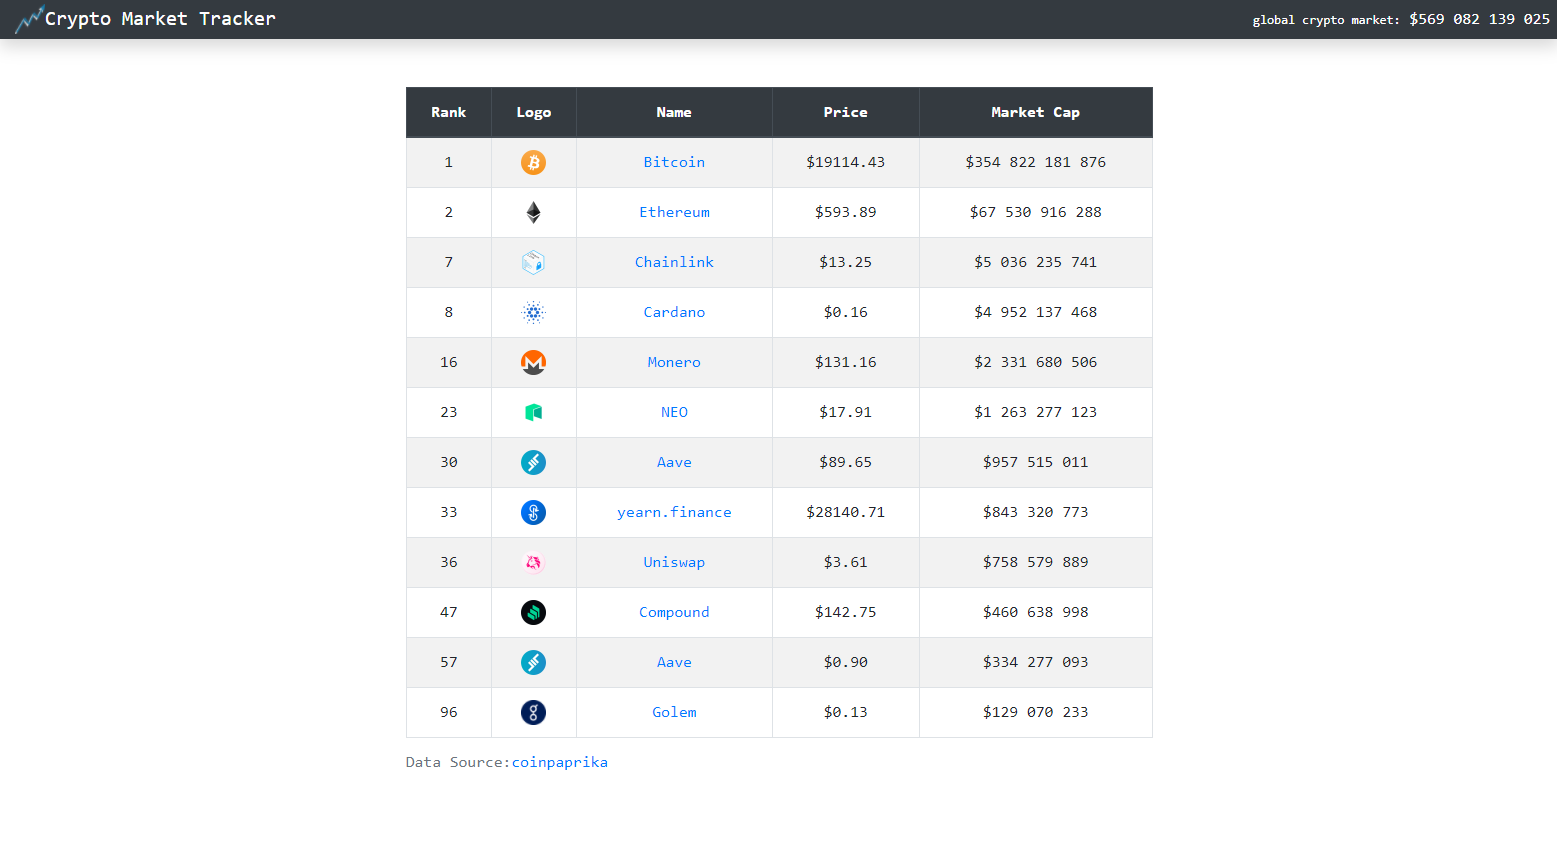 Crypto Market Tracker global crypto market: $569 082 139 025
Rank Logo Name Price Market Cap
1 Bitcoin $19114.43 $354 822 181 876
2 Ethereum $593.89 $67 530 916 288
7 Chainlink $13.25 $5 036 235 741
8 Cardano $0.16 $4 952 137 468
16 Monero $131.16 $2 331 680 506
23 NEO $17.91 $1 263 277 123
30 Aave $89.65 $957 515 011
33 yearn.finance $28140.71 $843 320 773
36 Uniswap $3.61 $758 579 889
47 Compound $142.75 $460 638 998
57 Aave $0.90 $334 277 093
96 Golem $0.13 $129 070 233
Data Source:coinpaprika